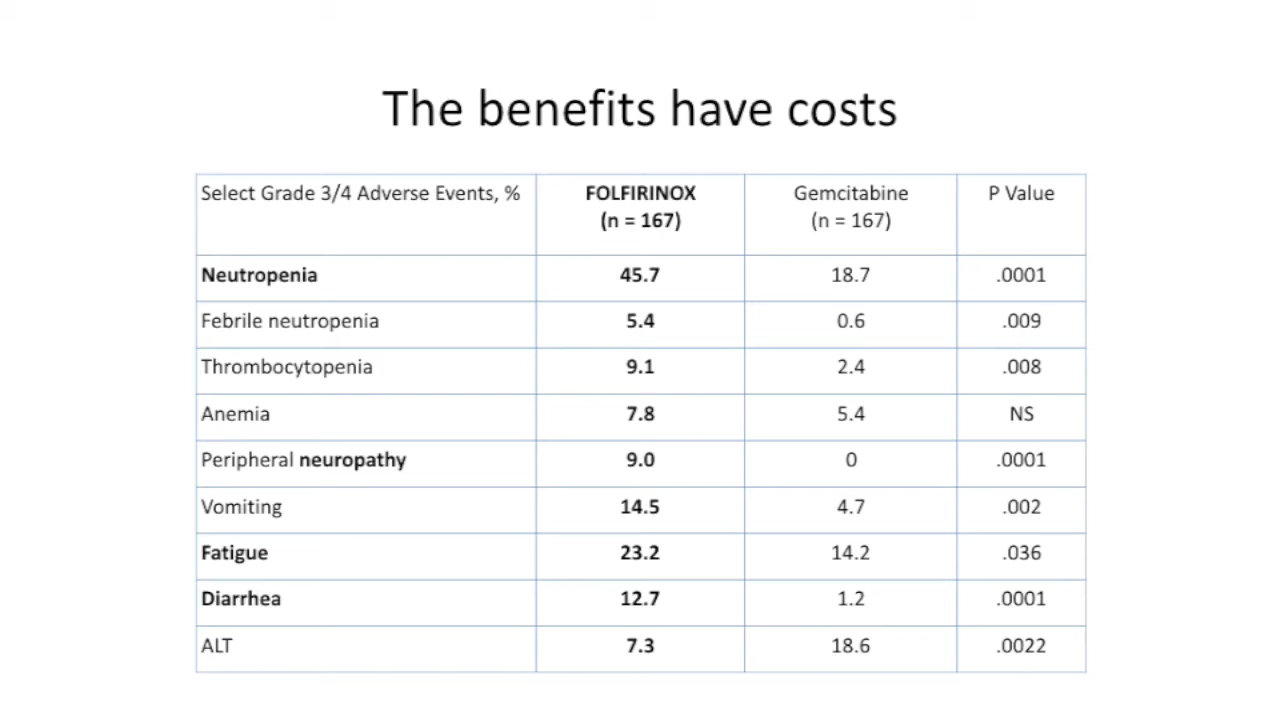 The benefits have costs
Select Grade 3/4 Adverse Events, % FOLFIRINOX Gemcitabine P Value
(n = 167) (n = 167)
Neutropenia 45.7 18.7 .0001
Febrile neutropenia 5.4 0.6 .009
Thrombocytopenia 9.1 2.4 .008
Anemia 7.8 5.4 NS
Peripheral neuropathy 9.0 0 .0001
Vomiting 14.5 4.7 .002
Fatigue 23.2 14.2 .036
Diarrhea 12.7 1.2 .0001
ALT 7.3 18.6 .0022